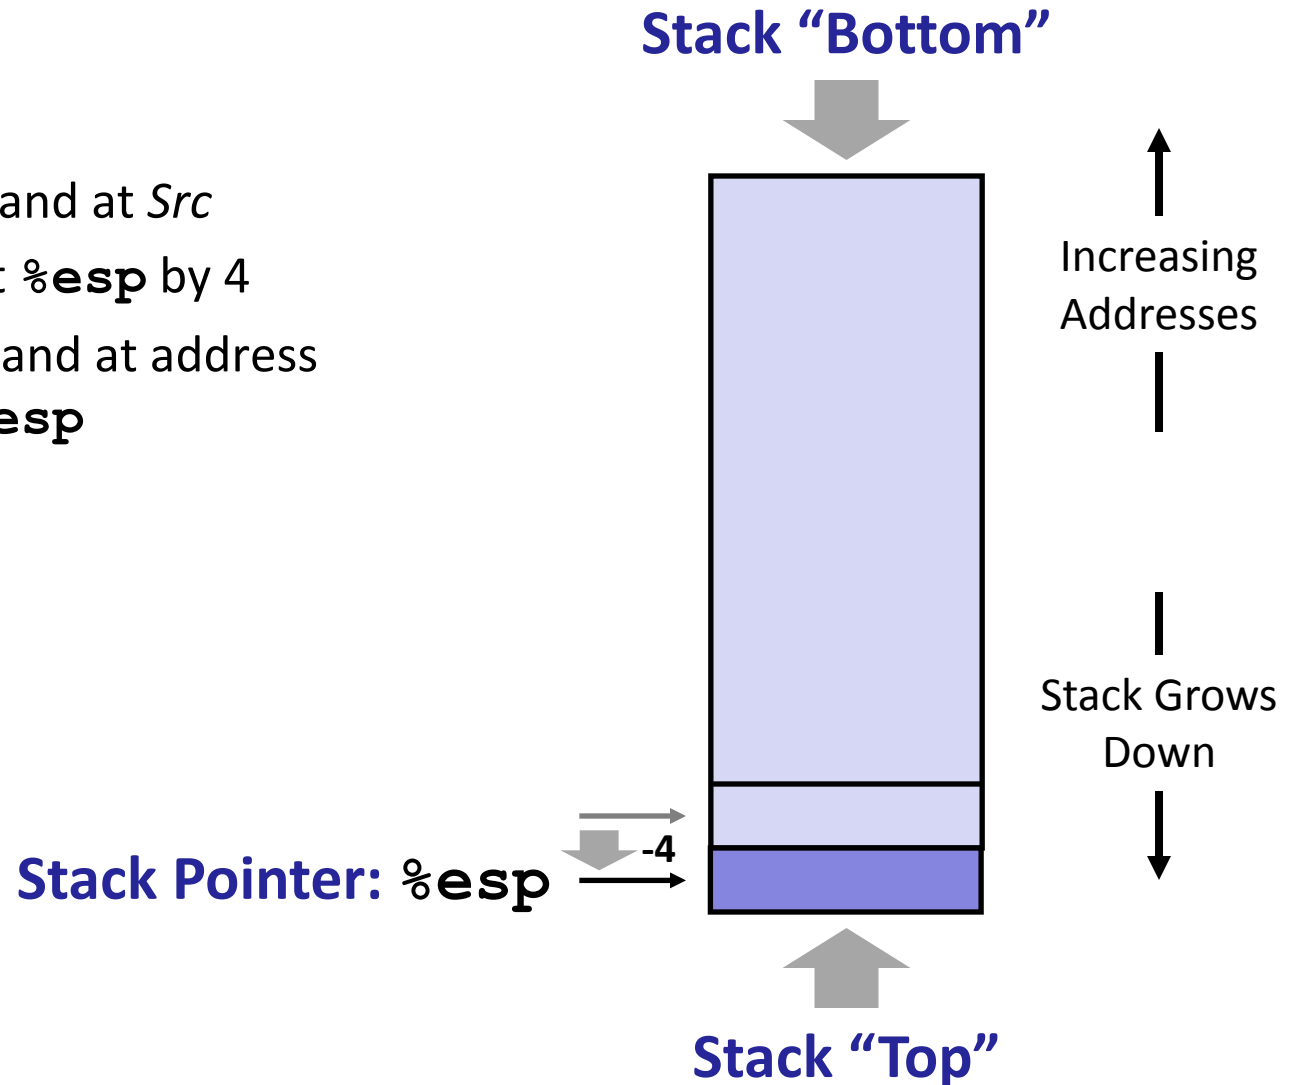 Stack “Bottom”
and at Src
%esp by 4
and at address
esp
Increasing
Addresses
Stack Grows
Down
-4
Stack Pointer: %esp
Stack “Top”